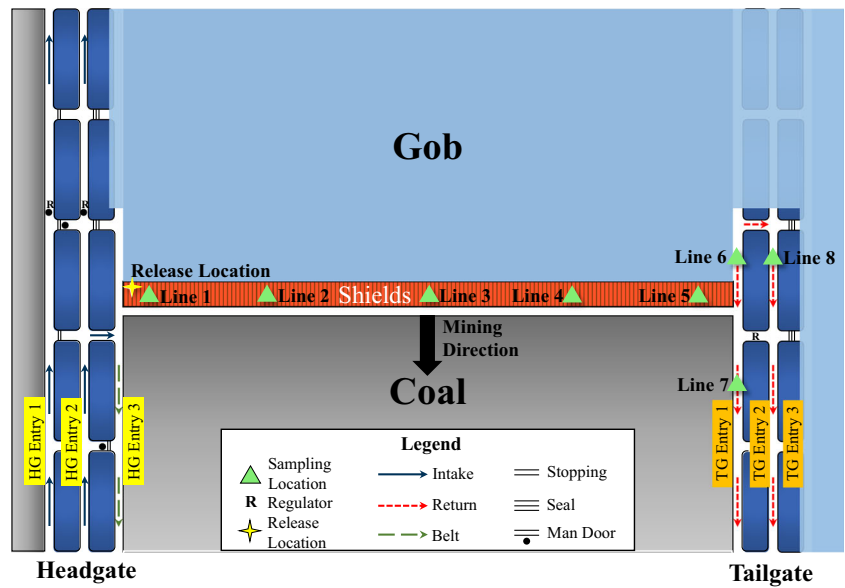 Gob
R
R
R
Line 6
Line 8
Release Location
Line 1
Line 2
Shields
Line 3
Line 4
Line 5
Mining
Direction
Coal
Line 7
HG Entry 1
HG Entry 2
HG Entry 3
TG Entry 1
TG Entry 2
TG Entry 3
Legend
Sampling
Location
Intake
Stopping
R Regulator
Return
Seal
Release
Location
Belt
Man Door
Headgate
Tailgate